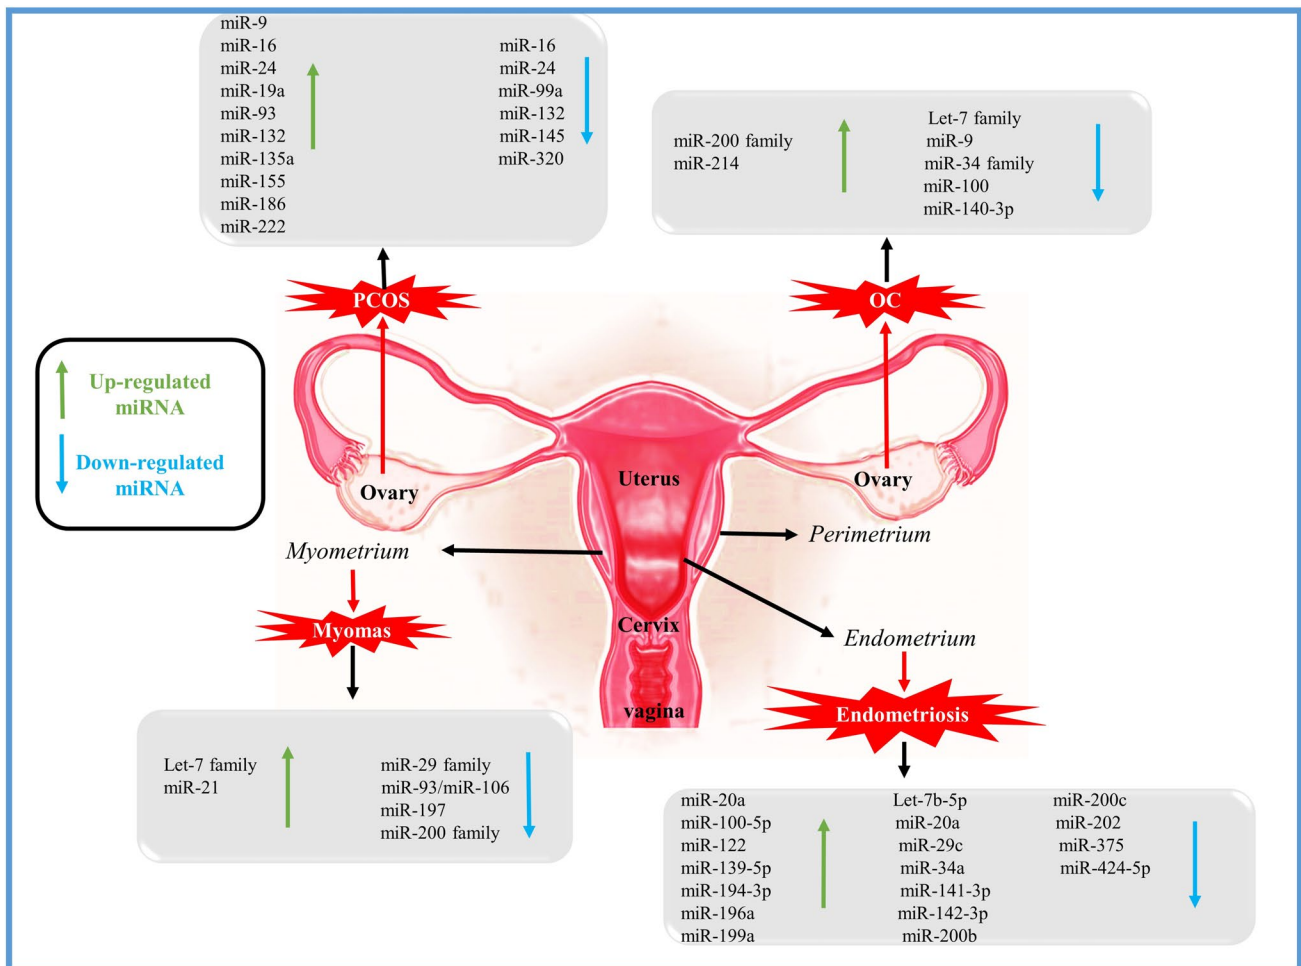 miR-9
miR-16
miR-24
miR-19a
miR-93
miR-132
miR-135a
miR-155
miR-186
miR-222
miR-16
miR-24
miR-99a
miR-132
miR-145
miR-320
miR-200 family
miR-214
Let-7 family
miR-9
miR-34 family
miR-100
miR-140-3p
PCOS
OC
Up-regulated
miRNA
Down-regulated
miRNA
Ovary
Uterus
Ovary
Myometrium
Perimetrium
Myomas
Cervix
Endometrium
vagina
Endometriosis
Let-7 family
miR-21
miR-29 family
miR-93/miR-106
miR-197
miR-200 family
miR-20a
miR-100-5p
miR-122
miR-139-5p
miR-194-3p
miR-196a
miR-199a
Let-7b-5p
miR-20a
miR-29c
miR-34a
miR-141-3p
miR-142-3p
miR-200b
miR-200c
miR-202
miR-375
miR-424-5p